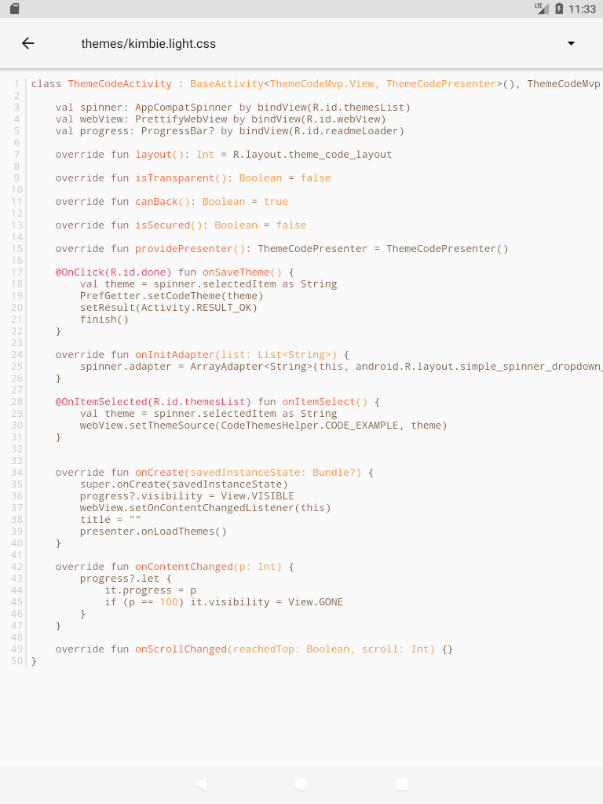 LTE 11:33
themes/kimbie.light.css
1 class ThemeCodeActivity : BaseActivity<ThemeCodeMvp.View, ThemeCodePresenter>(), ThemeCodeMvp
2
3     val spinner: AppCompatSpinner by bindView(R.id.themesList)
4     val webView: PrettifyWebView by bindView(R.id.webView)
5     val progress: ProgressBar? by bindView(R.id.readmeLoader)
6
7     override fun layout(): Int = R.layout.theme_code_layout
8
9     override fun isTransparent(): Boolean = false
10
11     override fun canBack(): Boolean = true
12
13     override fun isSecured(): Boolean = false
14
15     override fun providePresenter(): ThemeCodePresenter = ThemeCodePresenter()
16
17     @OnClick(R.id.done) fun onSaveTheme() {
18         val theme = spinner.selectedItem as String
19         PrefGetter.setCodeTheme(theme)
20         setResult(Activity.RESULT_OK)
21         finish()
22     }
23
24     override fun onInitAdapter(list: List<String>) {
25         spinner.adapter = ArrayAdapter<String>(this, android.R.layout.simple_spinner_dropdown_
26     }
27
28     @OnItemSelected(R.id.themesList) fun onItemSelect() {
29         val theme = spinner.selectedItem as String
30         webView.setThemeSource(CodeThemesHelper.CODE_EXAMPLE, theme)
31     }
32
33
34     override fun onCreate(savedInstanceState: Bundle?) {
35         super.onCreate(savedInstanceState)
36         progress?.visibility = View.VISIBLE
37         webView.setOnContentChangedListener(this)
38         title = ""
39         presenter.onLoadThemes()
40     }
41
42     override fun onContentChanged(p: Int) {
43         progress?.let {
44             it.progress = p
45             if (p == 100) it.visibility = View.GONE
46         }
47     }
48
49     override fun onScrollChanged(reachedTop: Boolean, scroll: Int) {}
50 }